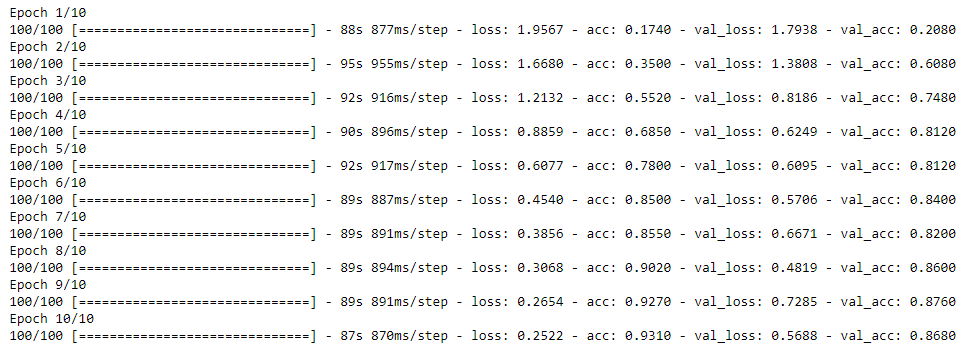 Epoch 1/10
100/100 [==============================] - 88s 877ms/step - loss: 1.9567 - acc: 0.1740 - val_loss: 1.7938 - val_acc: 0.2080
Epoch 2/10
100/100 [==============================] - 95s 955ms/step - loss: 1.6680 - acc: 0.3500 - val_loss: 1.3808 - val_acc: 0.6080
Epoch 3/10
100/100 [==============================] - 92s 916ms/step - loss: 1.2132 - acc: 0.5520 - val_loss: 0.8186 - val_acc: 0.7480
Epoch 4/10
100/100 [==============================] - 90s 896ms/step - loss: 0.8859 - acc: 0.6850 - val_loss: 0.6249 - val_acc: 0.8120
Epoch 5/10
100/100 [==============================] - 92s 917ms/step - loss: 0.6077 - acc: 0.7800 - val_loss: 0.6095 - val_acc: 0.8120
Epoch 6/10
100/100 [==============================] - 89s 887ms/step - loss: 0.4540 - acc: 0.8500 - val_loss: 0.5706 - val_acc: 0.8400
Epoch 7/10
100/100 [==============================] - 89s 891ms/step - loss: 0.3856 - acc: 0.8550 - val_loss: 0.6671 - val_acc: 0.8200
Epoch 8/10
100/100 [==============================] - 89s 894ms/step - loss: 0.3068 - acc: 0.9020 - val_loss: 0.4819 - val_acc: 0.8600
Epoch 9/10
100/100 [==============================] - 89s 891ms/step - loss: 0.2654 - acc: 0.9270 - val_loss: 0.7285 - val_acc: 0.8760
Epoch 10/10
100/100 [==============================] - 87s 870ms/step - loss: 0.2522 - acc: 0.9310 - val_loss: 0.5688 - val_acc: 0.8680